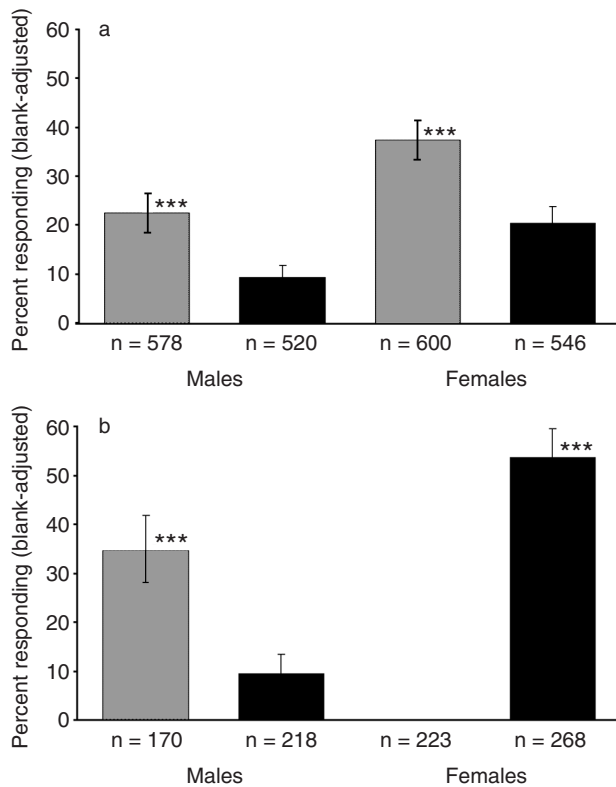 a
Percent responding (blank-adjusted)
60
50
40
30
20
10
0
***
***
n = 578 n = 520 n = 600 n = 546
Males Females
b
Percent responding (blank-adjusted)
60
50
40
30
20
10
0
***
***
n = 170 n = 218 n = 223 n = 268
Males Females